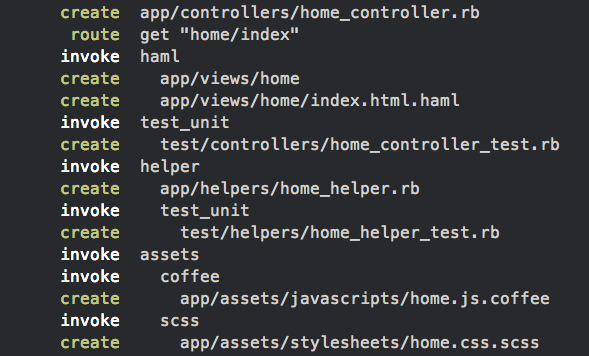 create  app/controllers/home_controller.rb
route  get "home/index"
invoke  haml
create    app/views/home
create    app/views/home/index.html.haml
invoke  test_unit
create    test/controllers/home_controller_test.rb
invoke  helper
create    app/helpers/home_helper.rb
invoke    test_unit
create      test/helpers/home_helper_test.rb
invoke  assets
invoke    coffee
create      app/assets/javascripts/home.js.coffee
invoke    scss
create      app/assets/stylesheets/home.css.scss